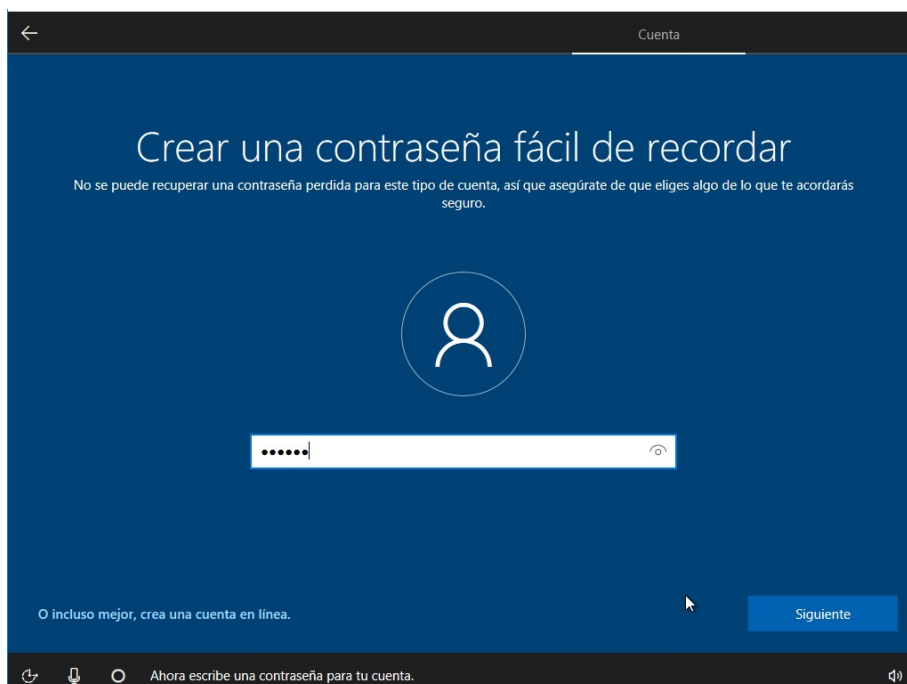 Cuenta
Crear una contraseña fácil de recordar
No se puede recuperar una contraseña perdida para este tipo de cuenta, así que asegúrate de que eliges algo de lo que te acordarás
seguro.
••••••
O incluso mejor, crea una cuenta en línea.
Siguiente
Ahora escribe una contraseña para tu cuenta.